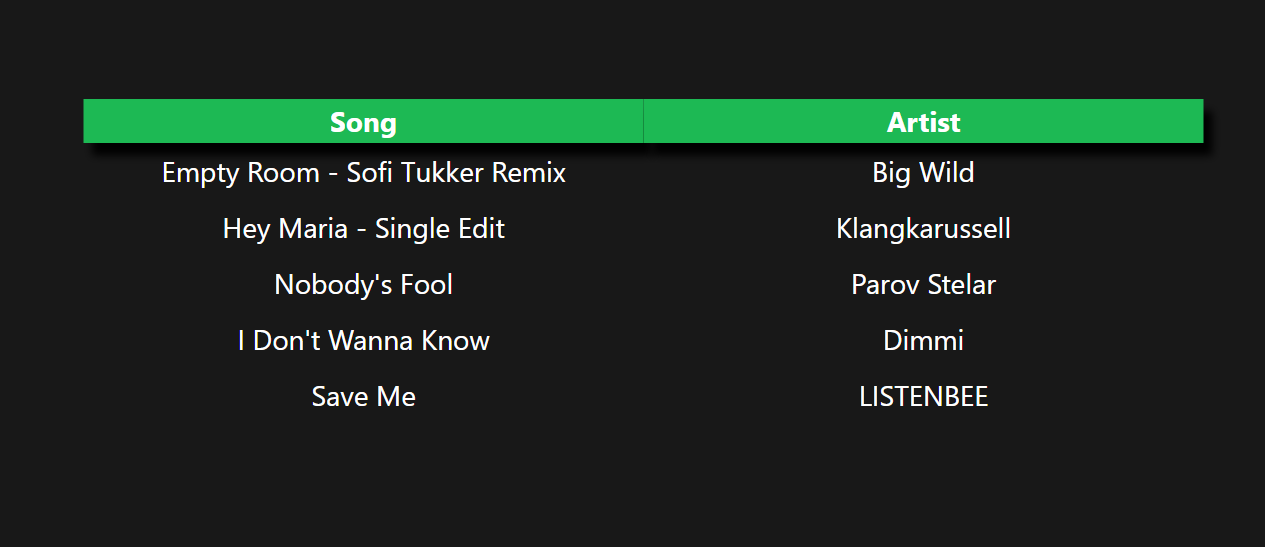 Song Artist
Empty Room - Sofi Tukker Remix Big Wild
Hey Maria - Single Edit Klangkarussell
Nobody's Fool Parov Stelar
I Don't Wanna Know Dimmi
Save Me LISTENBEE